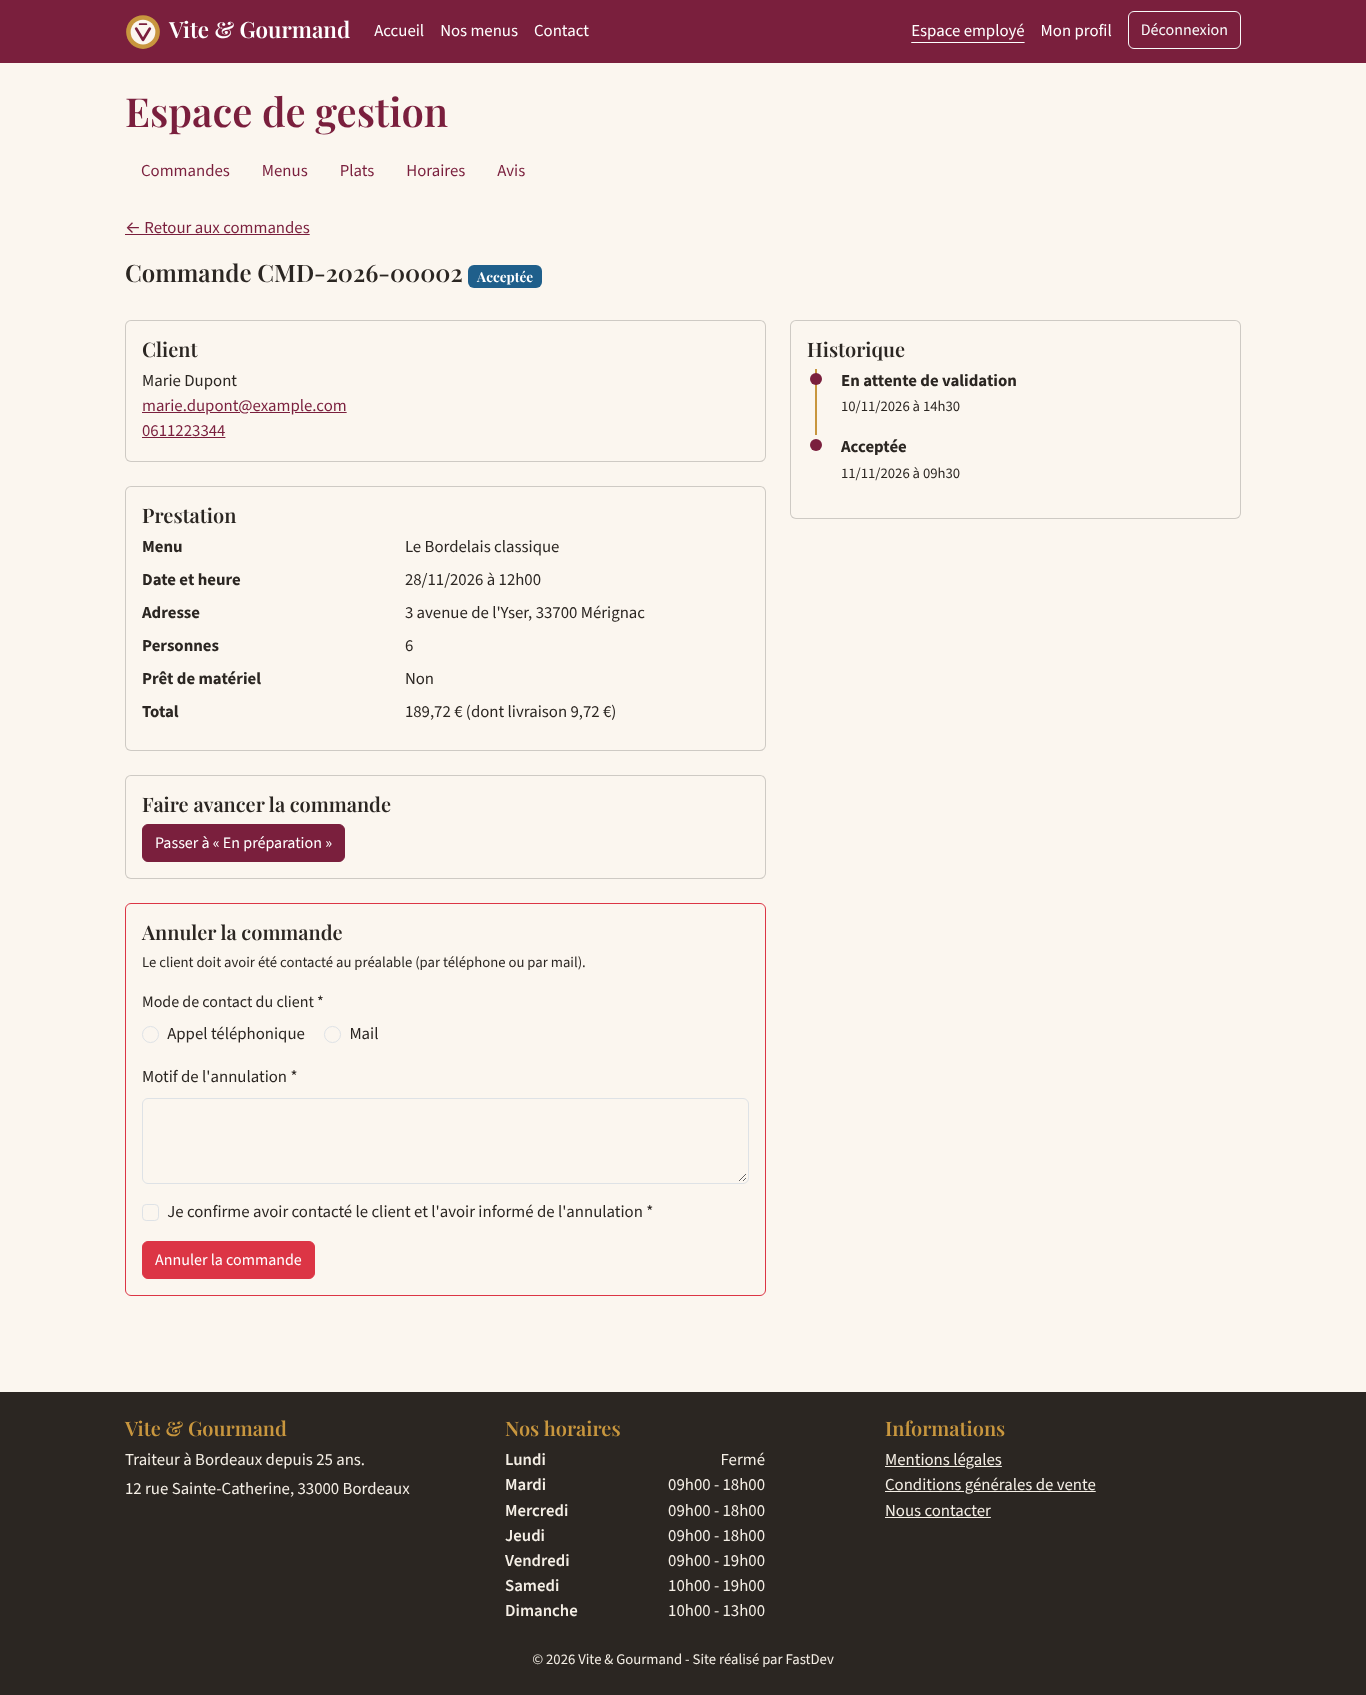 Vite & Gourmand
Accueil
Nos menus
Contact
Espace employé
Mon profil
Déconnexion
Espace de gestion
Commandes
Menus
Plats
Horaires
Avis
← Retour aux commandes
Commande CMD-2026-00002 Acceptée
Client
Marie Dupont
marie.dupont@example.com
0611223344
Prestation
Menu Le Bordelais classique
Date et heure 28/11/2026 à 12h00
Adresse 3 avenue de l'Yser, 33700 Mérignac
Personnes 6
Prêt de matériel Non
Total 189,72 € (dont livraison 9,72 €)
Faire avancer la commande
Passer à « En préparation »
Annuler la commande
Le client doit avoir été contacté au préalable (par téléphone ou par mail).
Mode de contact du client *
Appel téléphonique
Mail
Motif de l'annulation *
Je confirme avoir contacté le client et l'avoir informé de l'annulation *
Annuler la commande
Historique
En attente de validation
10/11/2026 à 14h30
Acceptée
11/11/2026 à 09h30
Vite & Gourmand
Traiteur à Bordeaux depuis 25 ans.
12 rue Sainte-Catherine, 33000 Bordeaux
Nos horaires
Lundi Fermé
Mardi 09h00 - 18h00
Mercredi 09h00 - 18h00
Jeudi 09h00 - 18h00
Vendredi 09h00 - 19h00
Samedi 10h00 - 19h00
Dimanche 10h00 - 13h00
Informations
Mentions légales
Conditions générales de vente
Nous contacter
© 2026 Vite & Gourmand - Site réalisé par FastDev